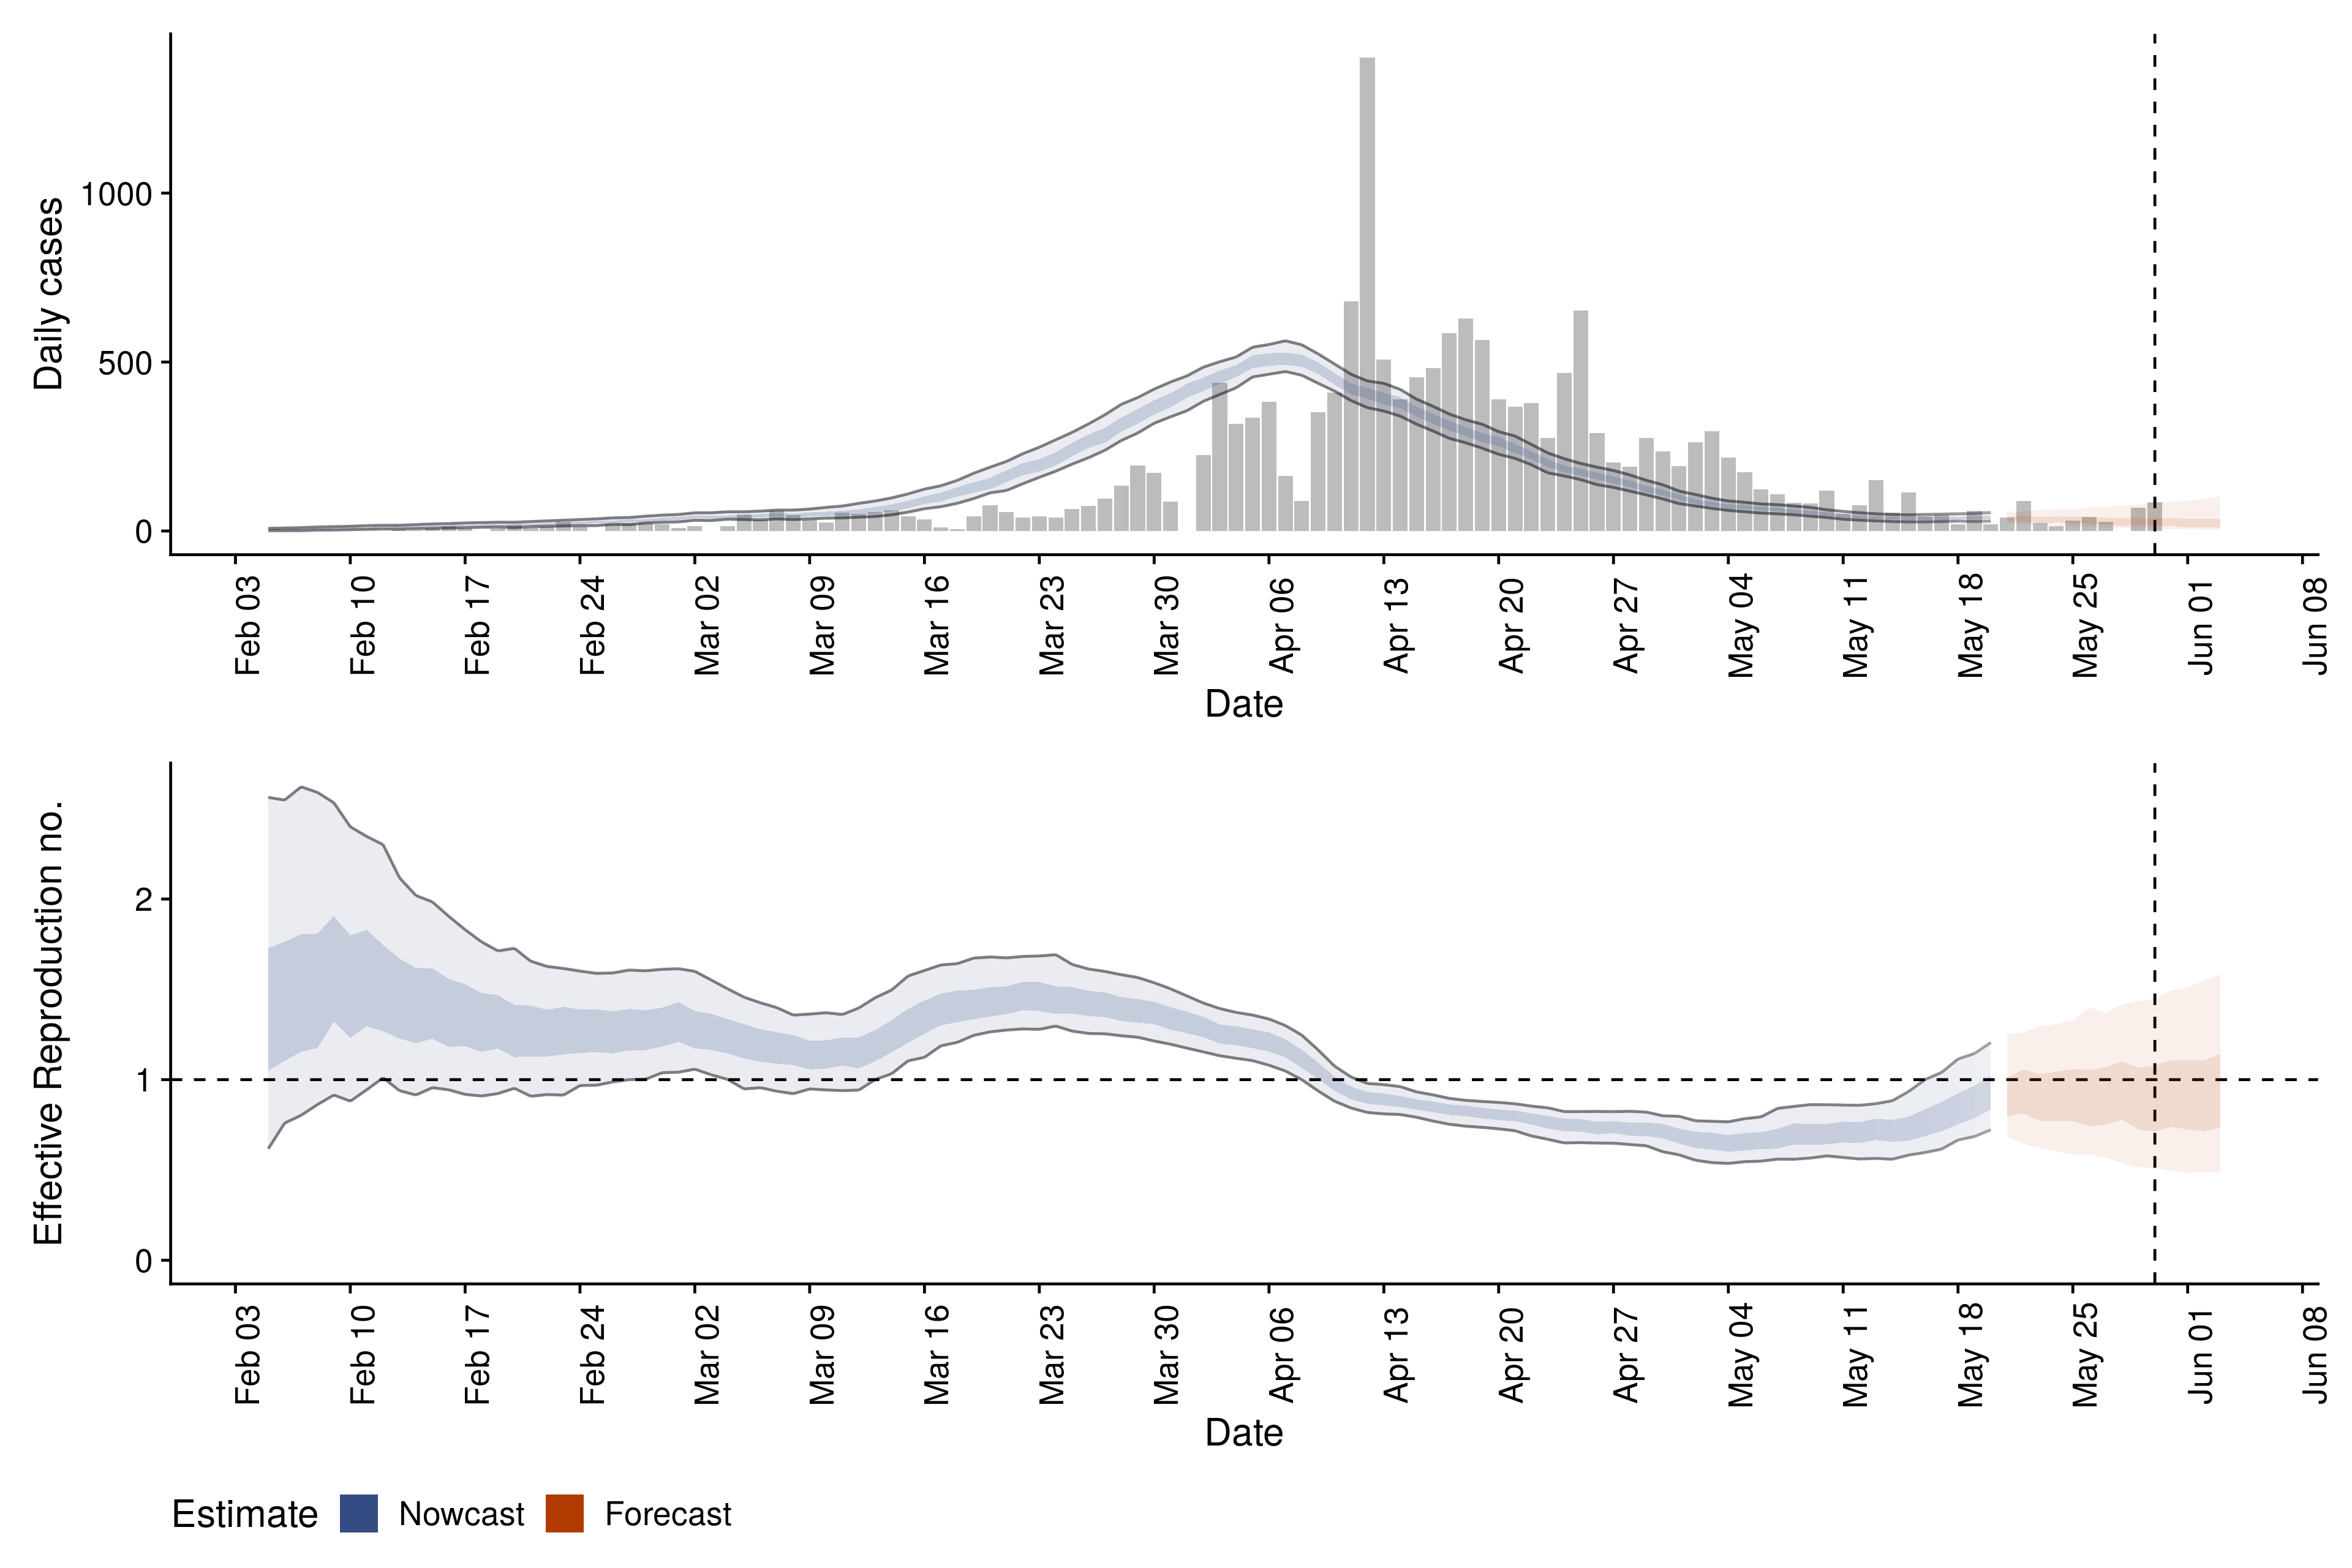 Daily cases
1000
500
0
Feb 03 Feb 10 Feb 17 Feb 24 Mar 02 Mar 09 Mar 16 Mar 23 Mar 30 Apr 06 Apr 13 Apr 20 Apr 27 May 04 May 11 May 18 May 25 Jun 01 Jun 08
Date
Effective Reproduction no.
2
1
0
Feb 03 Feb 10 Feb 17 Feb 24 Mar 02 Mar 09 Mar 16 Mar 23 Mar 30 Apr 06 Apr 13 Apr 20 Apr 27 May 04 May 11 May 18 May 25 Jun 01 Jun 08
Date
Estimate Nowcast Forecast